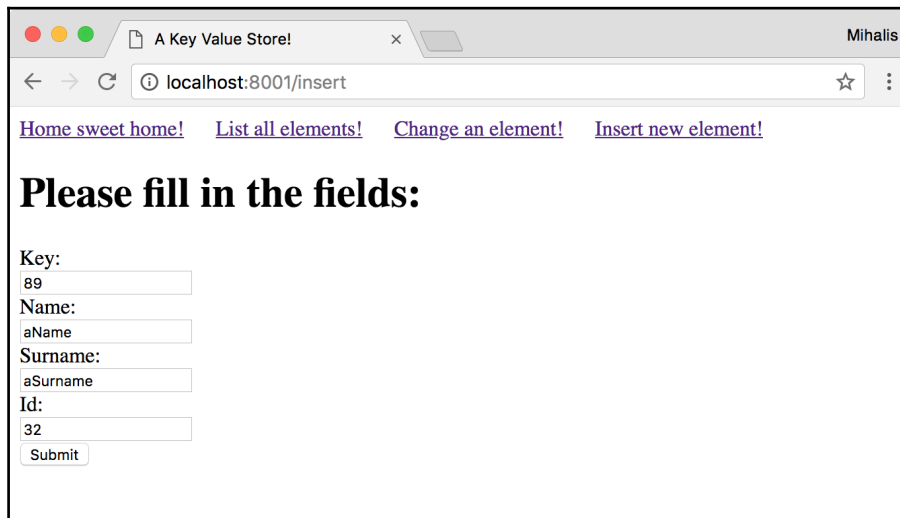 A Key Value Store!
Mihalis
localhost:8001/insert
Home sweet home! List all elements! Change an element! Insert new element!
Please fill in the fields:
Key:
89
Name:
aName
Surname:
aSurname
Id:
32
Submit